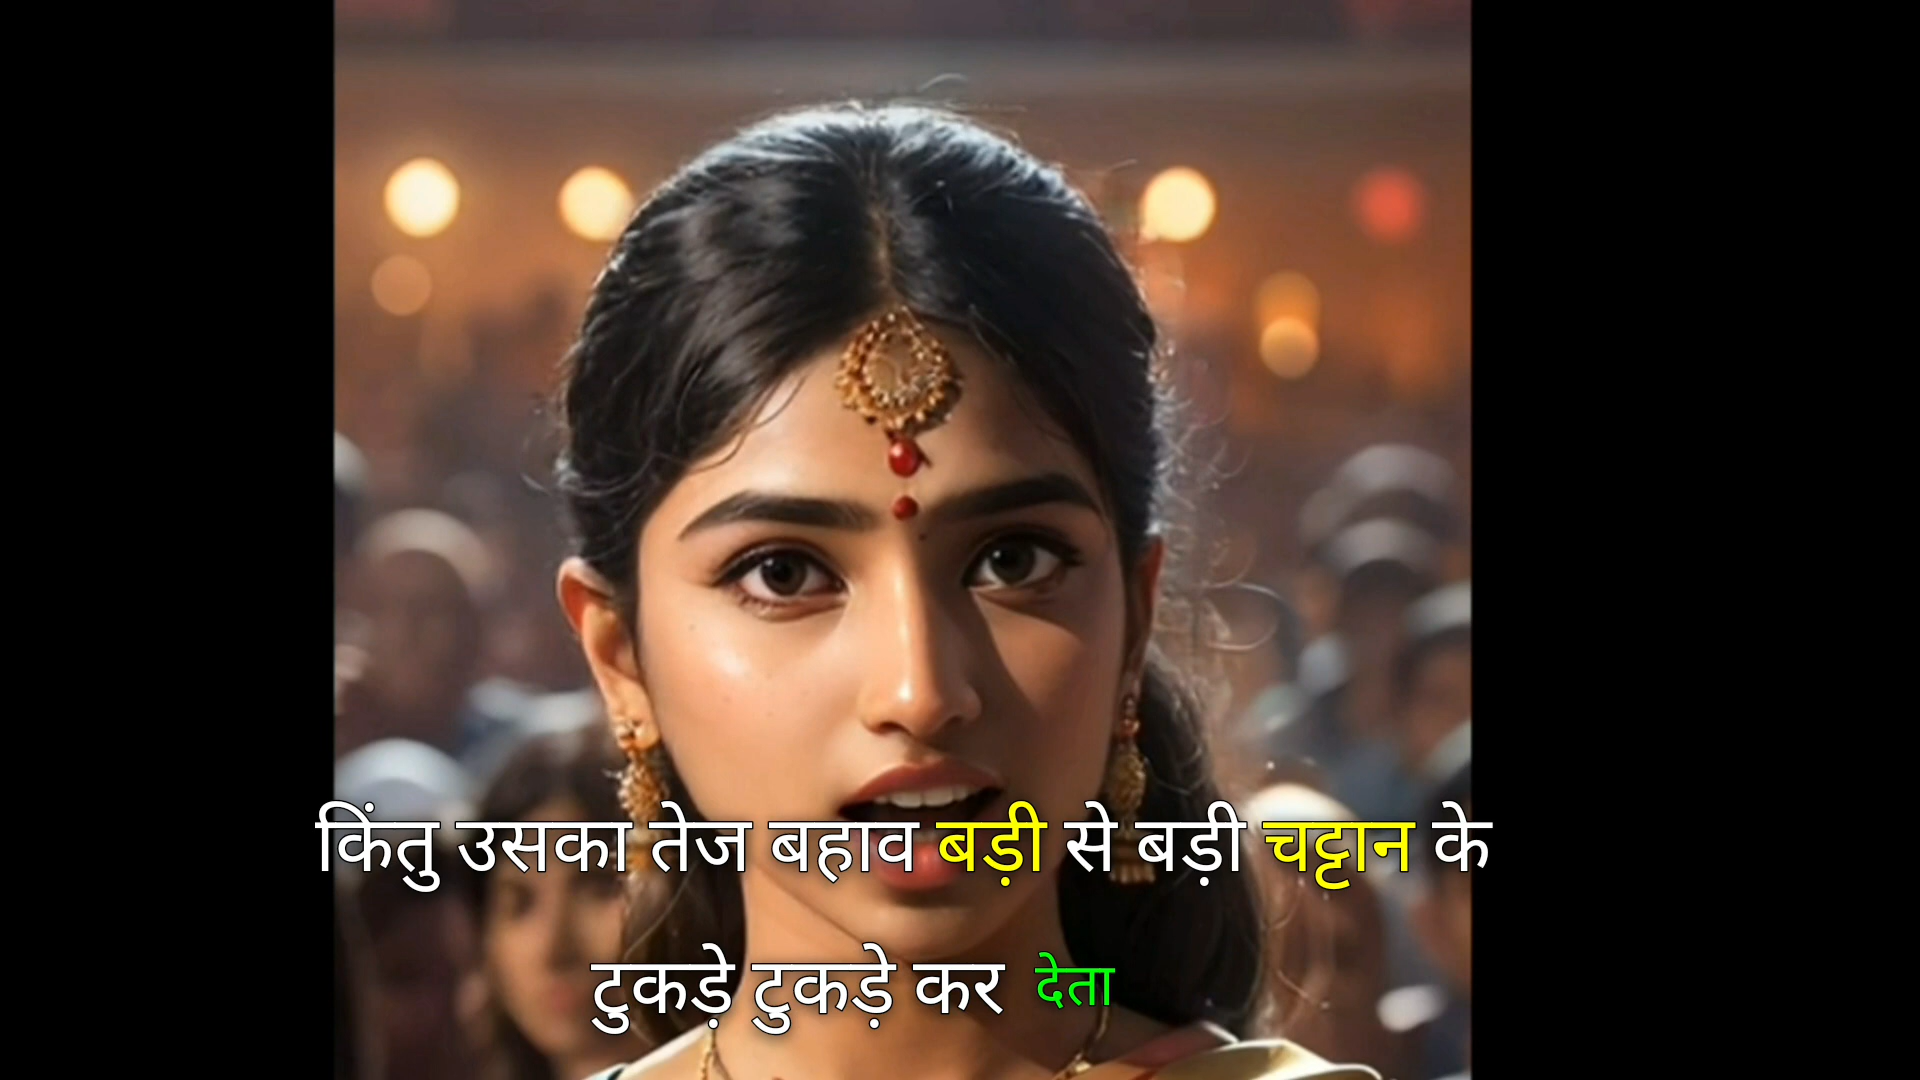 किंतु उसका तेज बहाव बड़ी से बड़ी चट्टान के
टुकड़े टुकड़े कर देता